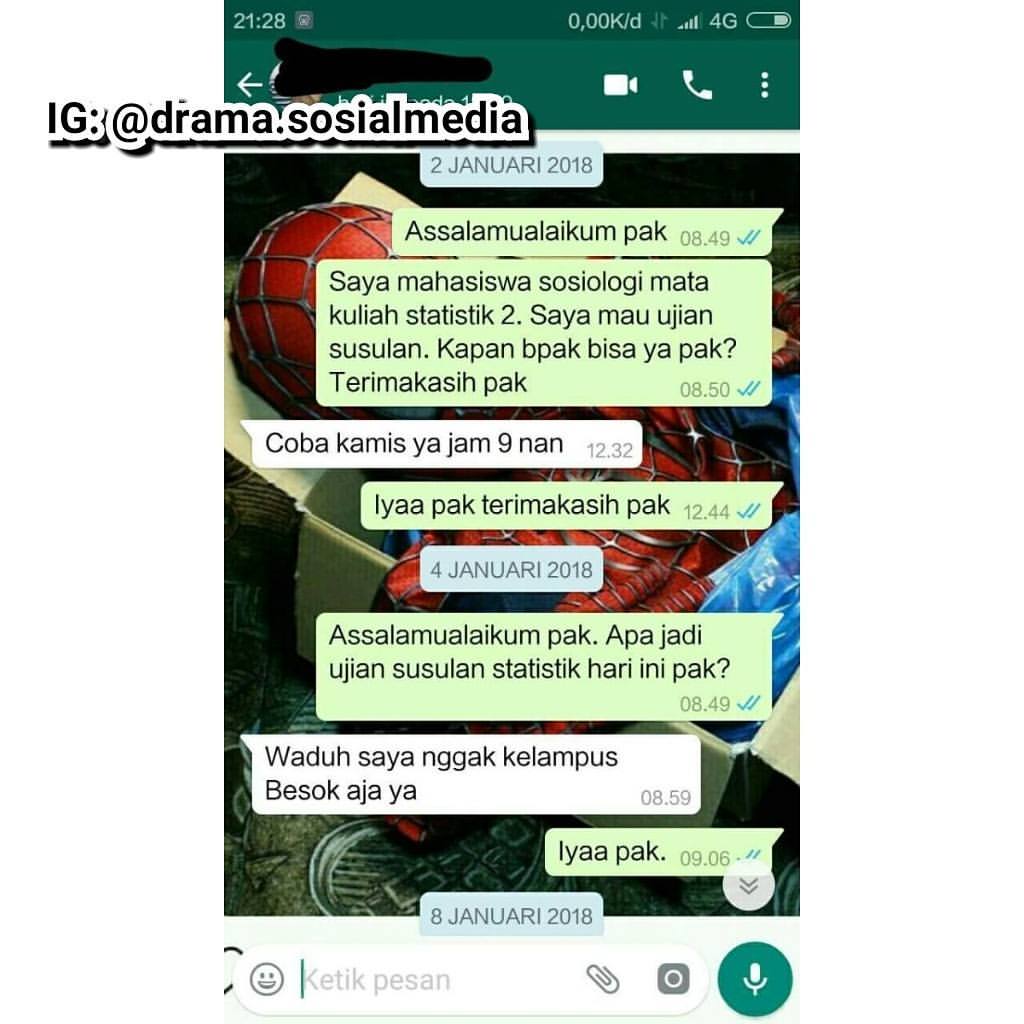 21:28
0,00K/d
4G
IG: @drama.sosialmedia
2 JANUARI 2018
Assalamualaikum pak
08.49
Saya mahasiswa sosiologi mata
kuliah statistik 2. Saya mau ujian
susulan. Kapan bpak bisa ya pak?
Terimakasih pak
08.50
Coba kamis ya jam 9 nan
12.32
Iyaa pak terimakasih pak
12.44
4 JANUARI 2018
Assalamualaikum pak. Apa jadi
ujian susulan statistik hari ini pak?
08.49
Waduh saya nggak kelampus
Besok aja ya
08.59
Iyaa pak.
09.06
8 JANUARI 2018
Ketik pesan